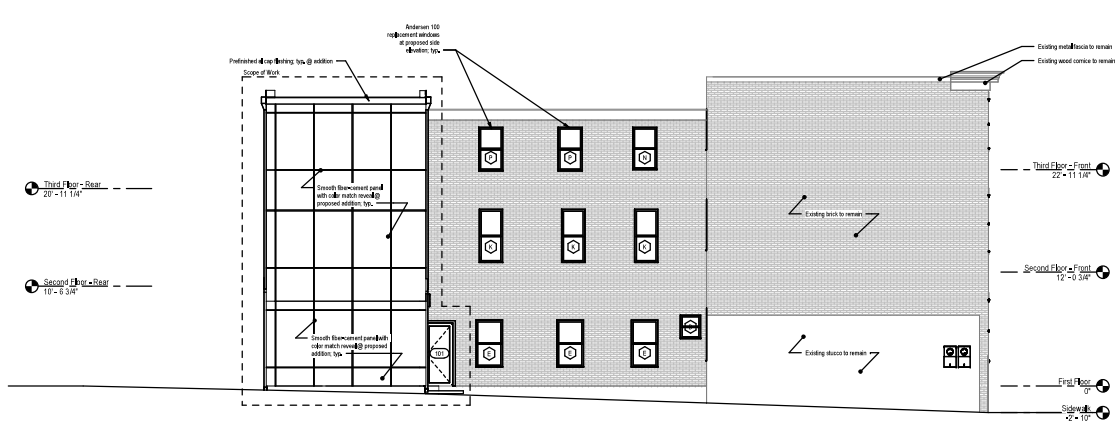 Andersen 100
replacement windows
at proposed side
elevation; typ.
Prefinished al cap flashing; typ. @ addition
Scope of Work
Existing metal fascia to remain
Existing wood cornice to remain
P
P
N
Third Floor - Rear
20' - 11 1/4"
Third Floor - Front
22' - 11 1/4"
Smooth fiber-cement panel
with color match reveal @
proposed addition; typ.
Existing brick to remain
K
K
K
Second Floor - Rear
10' - 6 3/4"
Second Floor - Front
12' - 0 3/4"
Smooth fiber-cement panel with
color match reveal @ proposed
addition; typ.
101
E
E
E
Existing stucco to remain
First Floor
0"
Sidewalk
-2' - 10"